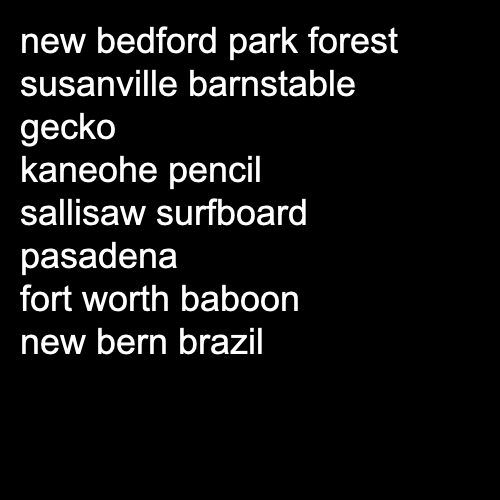 new bedford park forest
susanville barnstable
gecko
kaneohe pencil
sallisaw surfboard
pasadena
fort worth baboon
new bern brazil